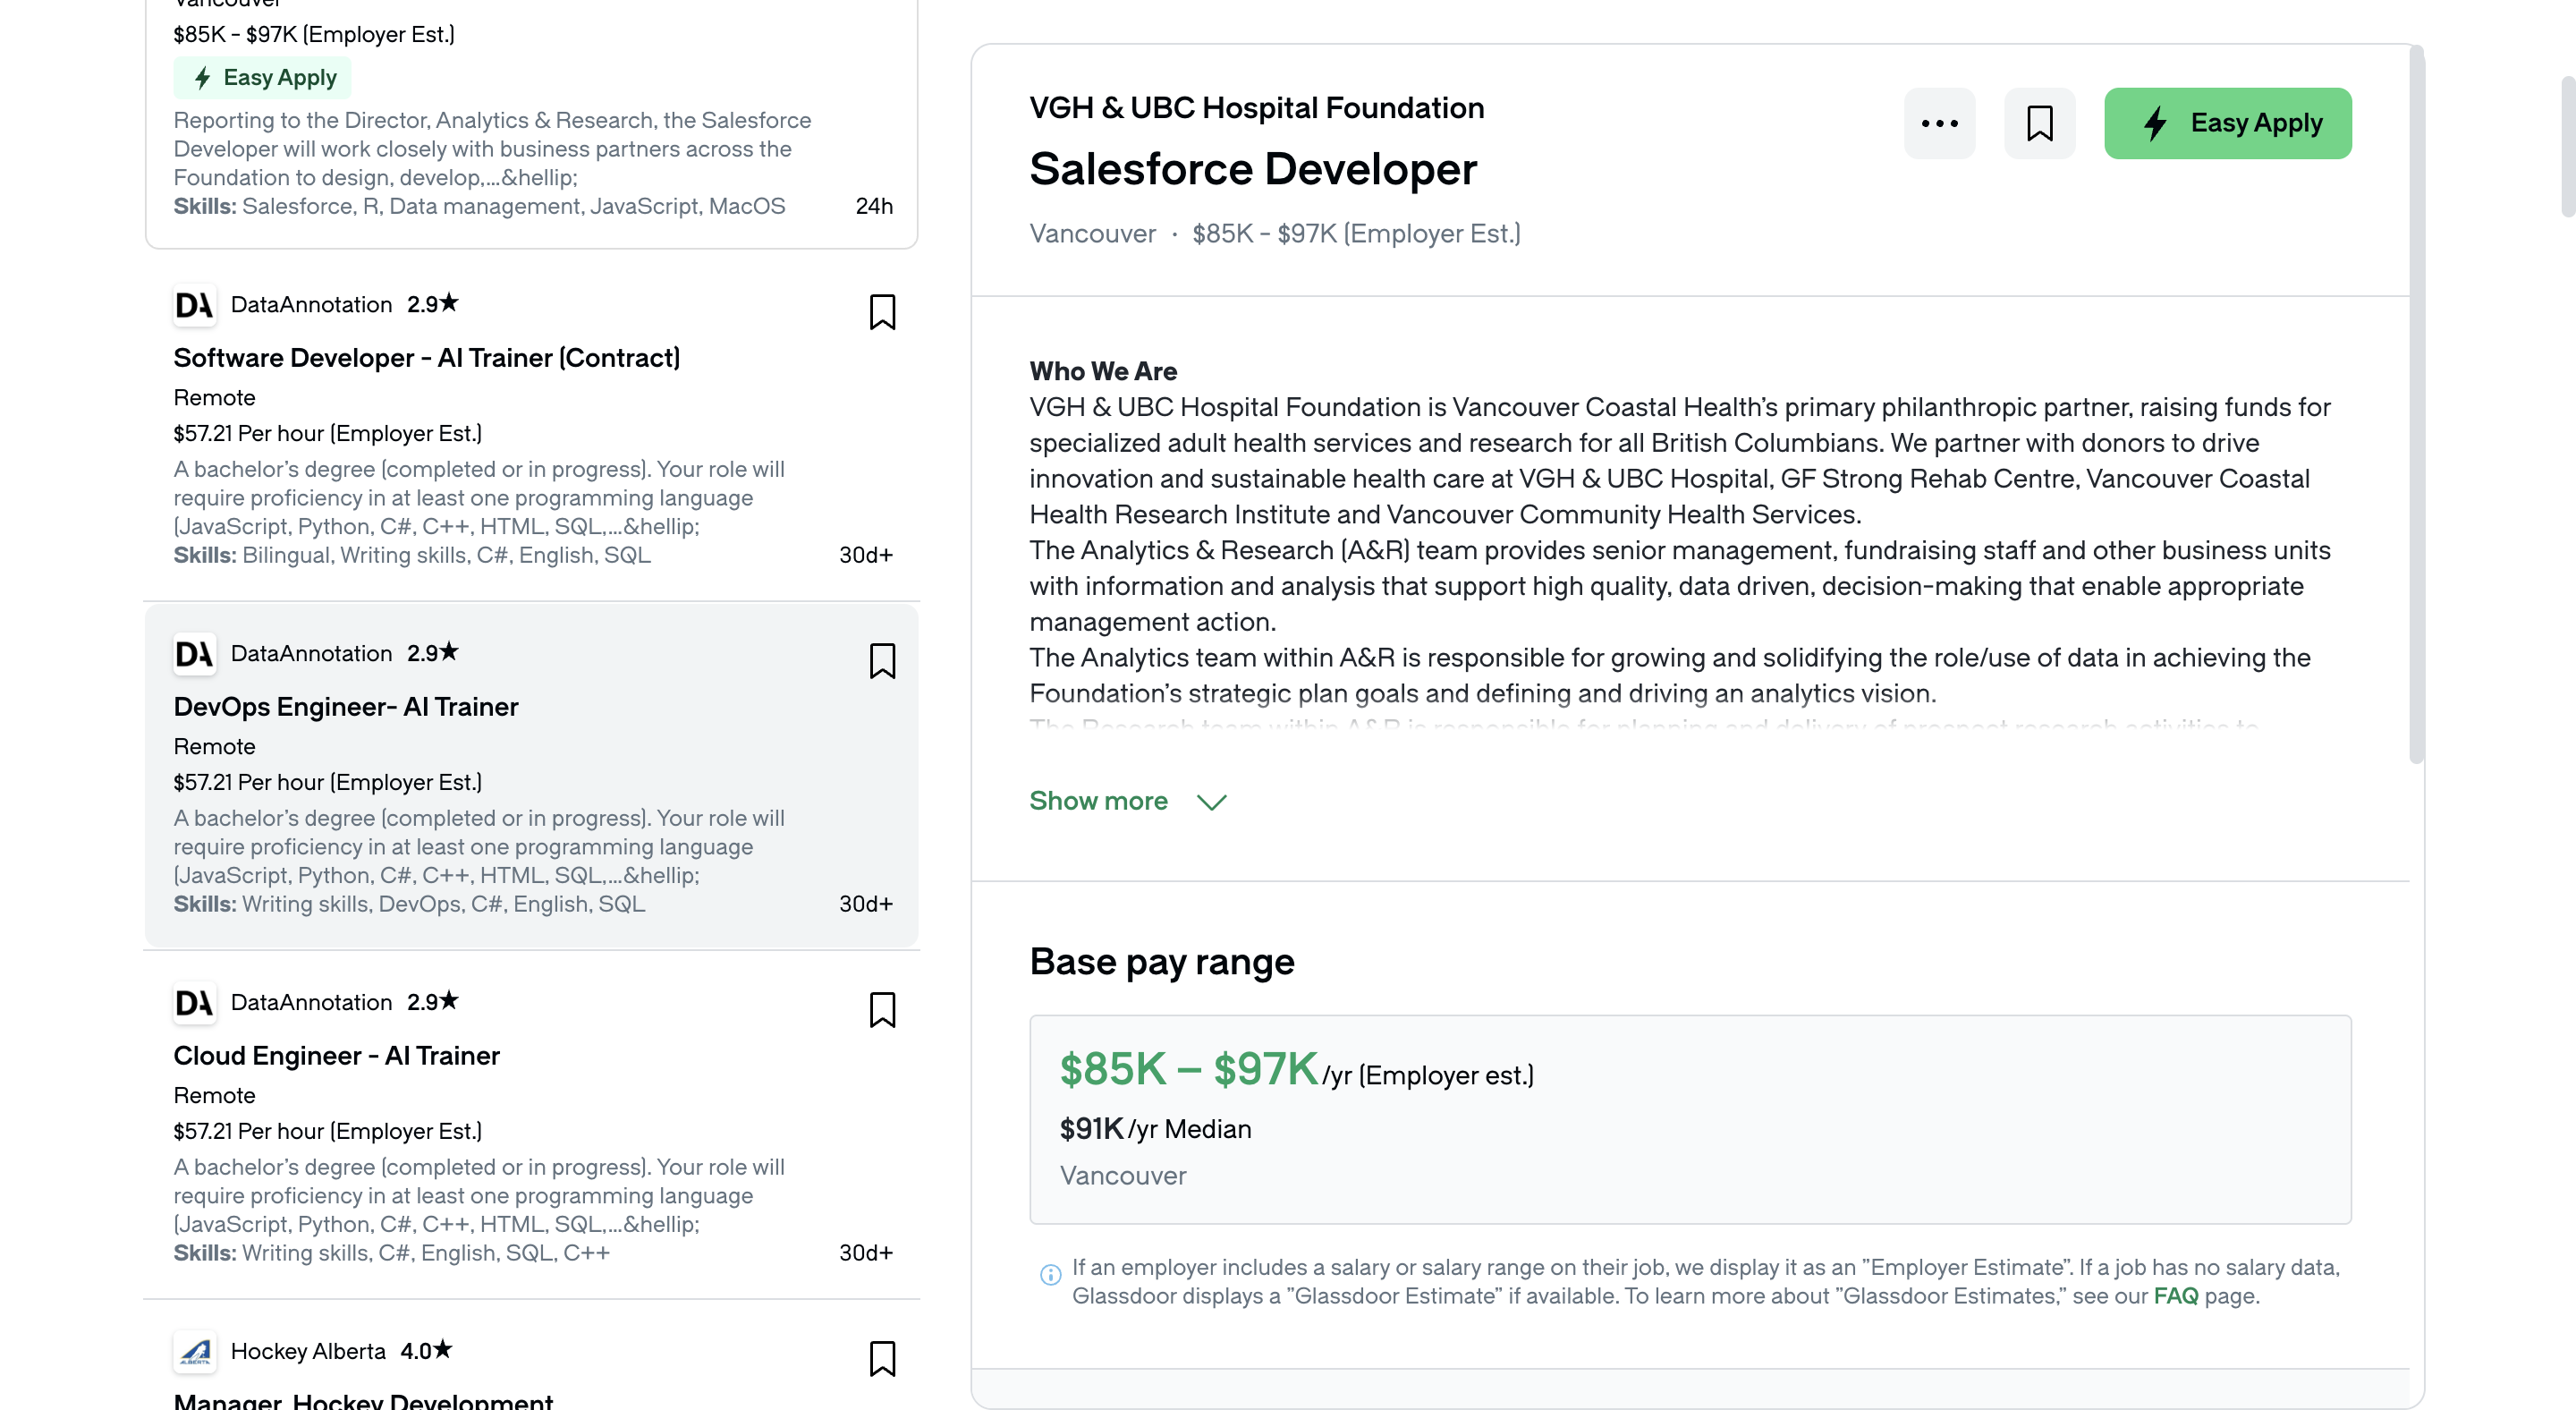 Vancouver
$85K - $97K (Employer Est.)
Easy Apply
Reporting to the Director, Analytics & Research, the Salesforce
Developer will work closely with business partners across the
Foundation to design, develop,...&hellip;
Skills: Salesforce, R, Data management, JavaScript, MacOS
24h
DA
DataAnnotation 2.9★
Software Developer - AI Trainer (Contract)
Remote
$57.21 Per hour (Employer Est.)
A bachelor’s degree (completed or in progress). Your role will
require proficiency in at least one programming language
(JavaScript, Python, C#, C++, HTML, SQL,...&hellip;
Skills: Bilingual, Writing skills, C#, English, SQL
30d+
DA
DataAnnotation 2.9★
DevOps Engineer- AI Trainer
Remote
$57.21 Per hour (Employer Est.)
A bachelor’s degree (completed or in progress). Your role will
require proficiency in at least one programming language
(JavaScript, Python, C#, C++, HTML, SQL,...&hellip;
Skills: Writing skills, DevOps, C#, English, SQL
30d+
DA
DataAnnotation 2.9★
Cloud Engineer - AI Trainer
Remote
$57.21 Per hour (Employer Est.)
A bachelor’s degree (completed or in progress). Your role will
require proficiency in at least one programming language
(JavaScript, Python, C#, C++, HTML, SQL,...&hellip;
Skills: Writing skills, C#, English, SQL, C++
30d+
ALBERTA
Hockey Alberta 4.0★
Manager, Hockey Development
VGH & UBC Hospital Foundation
Salesforce Developer
Vancouver · $85K - $97K (Employer Est.)
Easy Apply
Who We Are
VGH & UBC Hospital Foundation is Vancouver Coastal Health’s primary philanthropic partner, raising funds for
specialized adult health services and research for all British Columbians. We partner with donors to drive
innovation and sustainable health care at VGH & UBC Hospital, GF Strong Rehab Centre, Vancouver Coastal
Health Research Institute and Vancouver Community Health Services.
The Analytics & Research (A&R) team provides senior management, fundraising staff and other business units
with information and analysis that support high quality, data driven, decision-making that enable appropriate
management action.
The Analytics team within A&R is responsible for growing and solidifying the role/use of data in achieving the
Foundation’s strategic plan goals and defining and driving an analytics vision.
The Research team within A&R is responsible for planning and delivery of prospect research activities to
Show more
Base pay range
$85K – $97K/yr (Employer est.)
$91K/yr Median
Vancouver
If an employer includes a salary or salary range on their job, we display it as an ”Employer Estimate”. If a job has no salary data,
Glassdoor displays a ”Glassdoor Estimate” if available. To learn more about ”Glassdoor Estimates,” see our FAQ page.